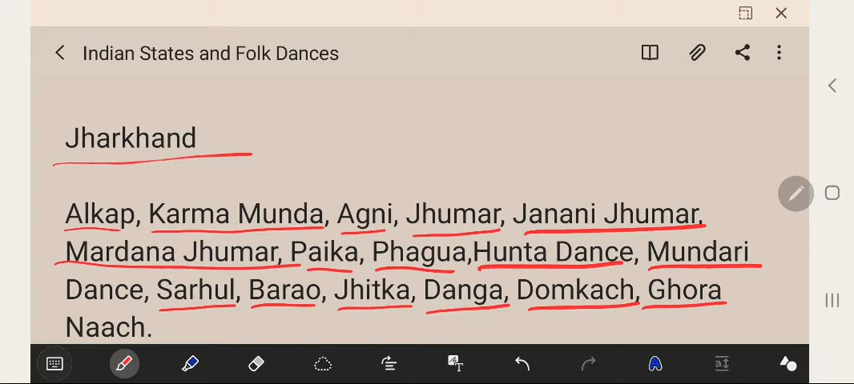 Indian States and Folk Dances
Jharkhand
Alkap, Karma Munda, Agni, Jhumar, Janani Jhumar,
Mardana Jhumar, Paika, Phagua,Hunta Dance, Mundari
Dance, Sarhul, Barao, Jhitka, Danga, Domkach, Ghora
Naach.